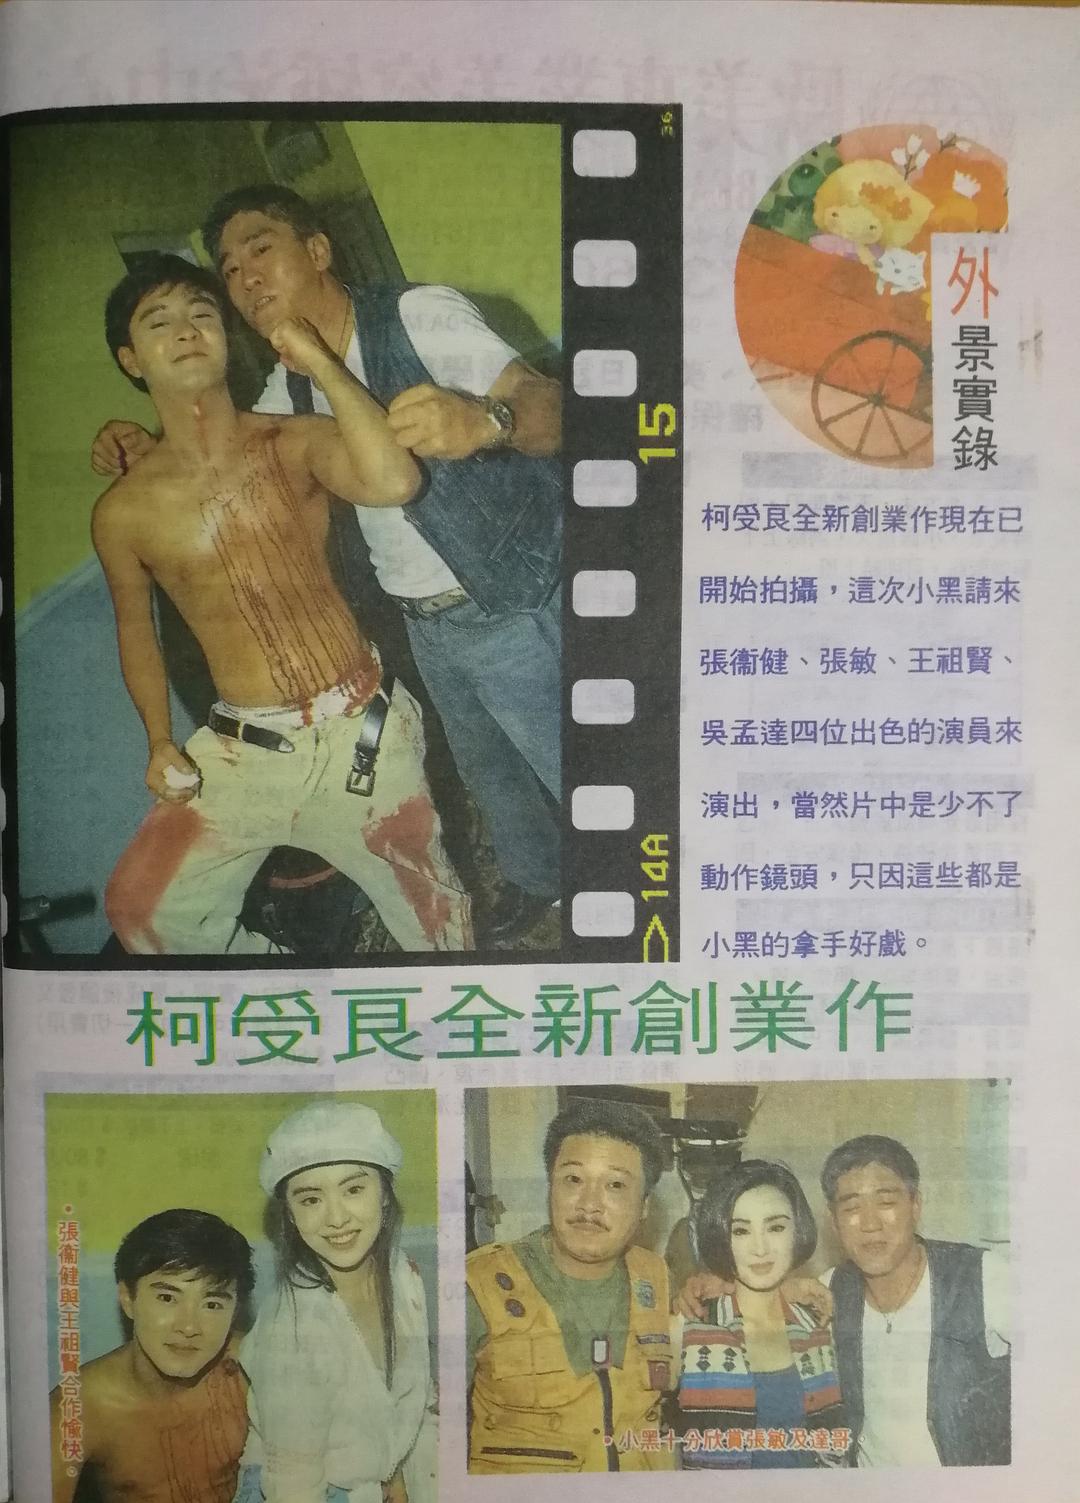 外景實錄
柯受良全新創業作現在已
開始拍攝，這次小黑請來
張衞健、張敏、王祖賢、
吳孟達四位出色的演員來
演出，當然片中是少不了
動作鏡頭，只因這些都是
小黑的拿手好戲。
36
15
14A
柯受良全新創業作
•張衞健與王祖賢合作愉快。
•小黑十分欣賞張敏及達哥。